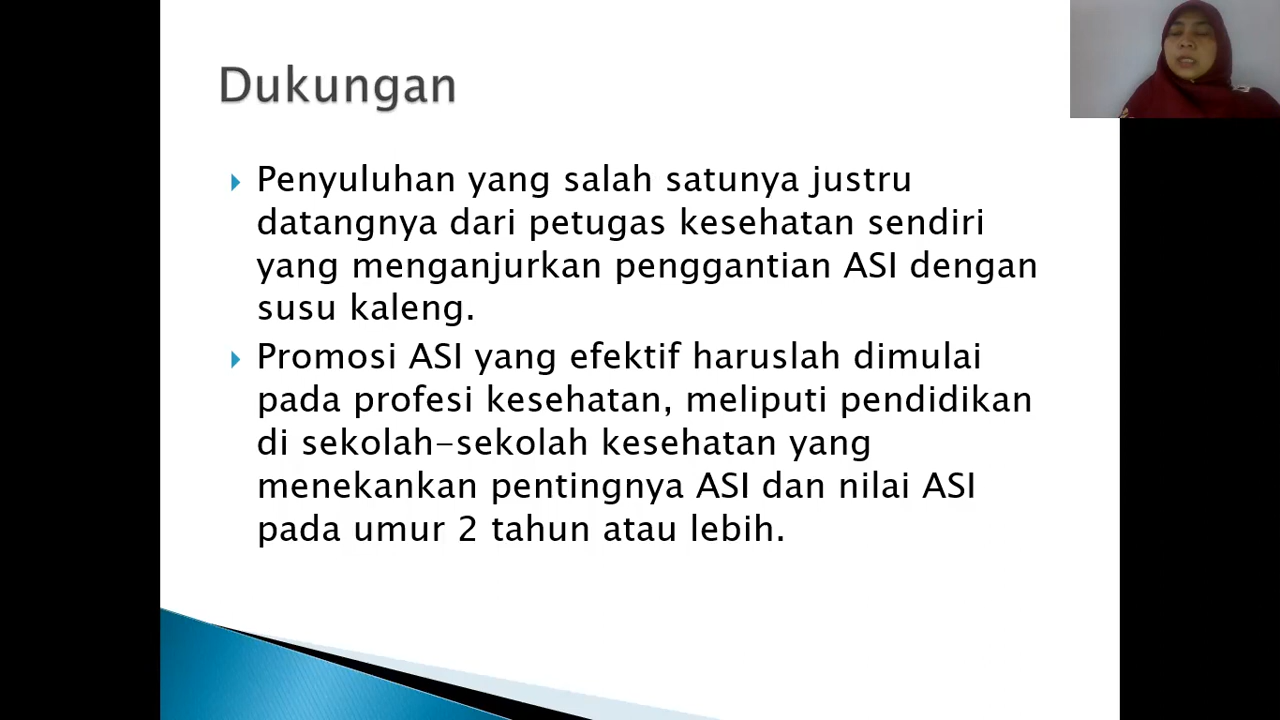 Dukungan
Penyuluhan yang salah satunya justru
datangnya dari petugas kesehatan sendiri
yang menganjurkan penggantian ASI dengan
susu kaleng.
Promosi ASI yang efektif haruslah dimulai
pada profesi kesehatan, meliputi pendidikan
di sekolah-sekolah kesehatan yang
menekankan pentingnya ASI dan nilai ASI
pada umur 2 tahun atau lebih.